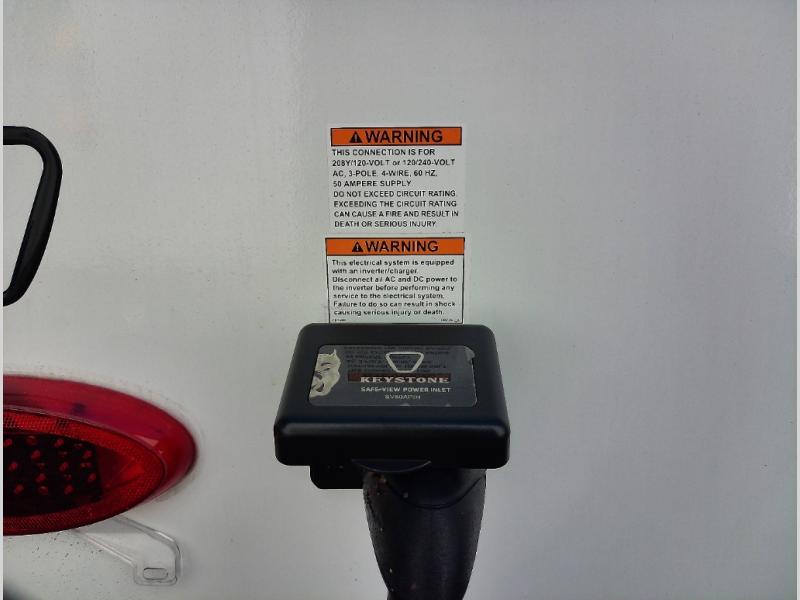 WARNING
THIS CONNECTION IS FOR
208Y/120-VOLT or 120/240-VOLT
AC, 3-POLE, 4-WIRE, 60 HZ,
50 AMPERE SUPPLY.
DO NOT EXCEED CIRCUIT RATING.
EXCEEDING THE CIRCUIT RATING
CAN CAUSE A FIRE AND RESULT IN
DEATH OR SERIOUS INJURY.
WARNING
This electrical system is equipped
with an inverter/charger.
Disconnect all AC and DC power to
the inverter before performing any
service to the electrical system.
Failure to do so can result in shock
causing serious injury or death.
KEYSTONE
SAFE-VIEW POWER INLET